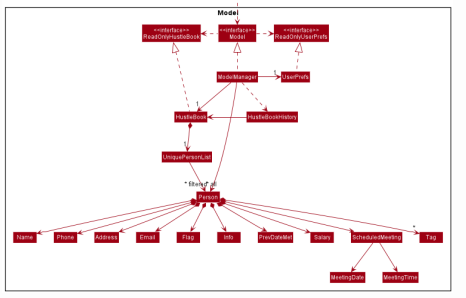 Model
<<interface>>
ReadOnlyHustleBook
<<interface>>
Model
<<interface>>
ReadOnlyUserPrefs
ModelManager
1
UserPrefs
1
HustleBook
HustleBookHistory
1
UniquePersonList
* filtered
* all
Person
*
Name
Phone
Address
Email
Flag
Info
PrevDateMet
Salary
ScheduledMeeting
Tag
MeetingDate
MeetingTime